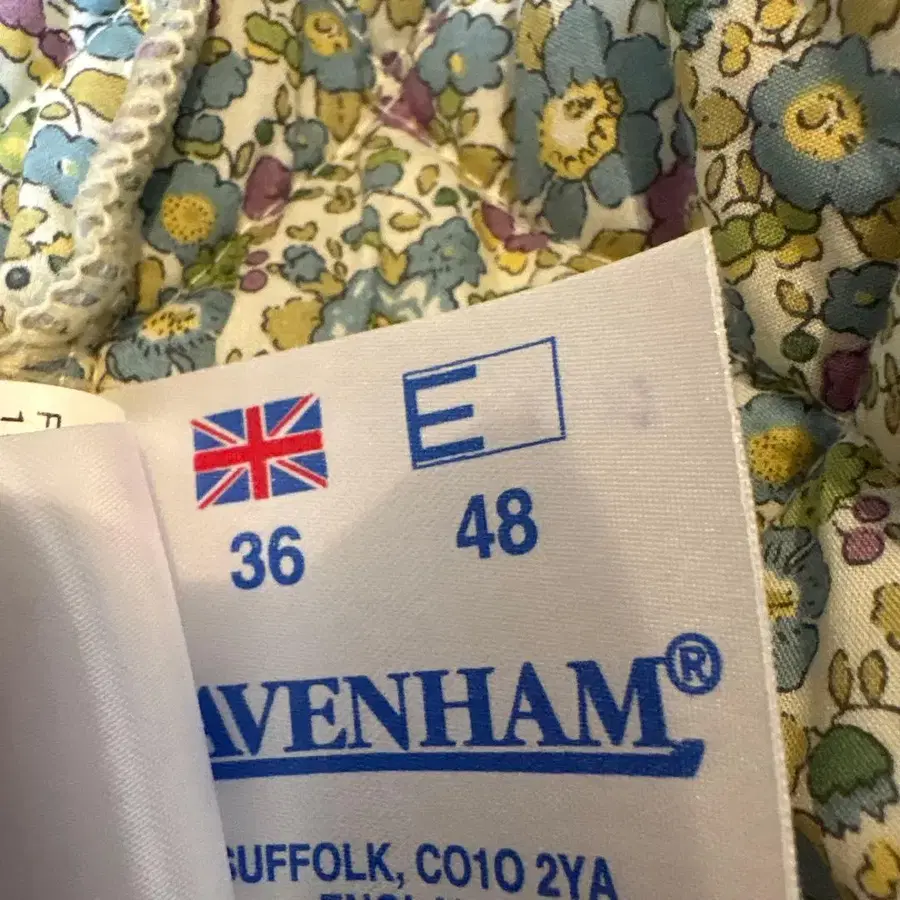 E
36 48
AVENHAM®
SUFFOLK, CO10 2YA